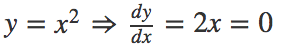 y = x² ⇒ dy/dx = 2x = 0